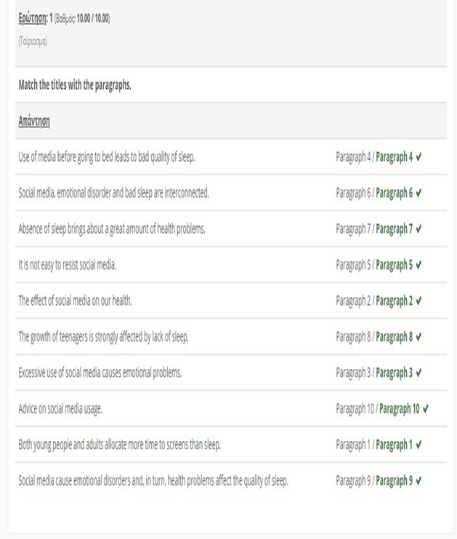 Ερώτηση: 1 (Βαθμός: 10.00 / 10.00)
(Ταίριασμα)
Match the titles with the paragraphs.
Απάντηση
Use of media before going to bed leads to bad quality of sleep. Paragraph 4 / Paragraph 4 ✔
Social media, emotional disorder and bad sleep are interconnected. Paragraph 6 / Paragraph 6 ✔
Absence of sleep brings about a great amount of health problems. Paragraph 7 / Paragraph 7 ✔
It is not easy to resist social media. Paragraph 5 / Paragraph 5 ✔
The effect of social media on our health. Paragraph 2 / Paragraph 2 ✔
The growth of teenagers is strongly affected by lack of sleep. Paragraph 8 / Paragraph 8 ✔
Excessive use of social media causes emotional problems. Paragraph 3 / Paragraph 3 ✔
Advice on social media usage. Paragraph 10 / Paragraph 10 ✔
Both young people and adults allocate more time to screens than sleep. Paragraph 1 / Paragraph 1 ✔
Social media cause emotional disorders and, in turn, health problems affect the quality of sleep. Paragraph 9 / Paragraph 9 ✔